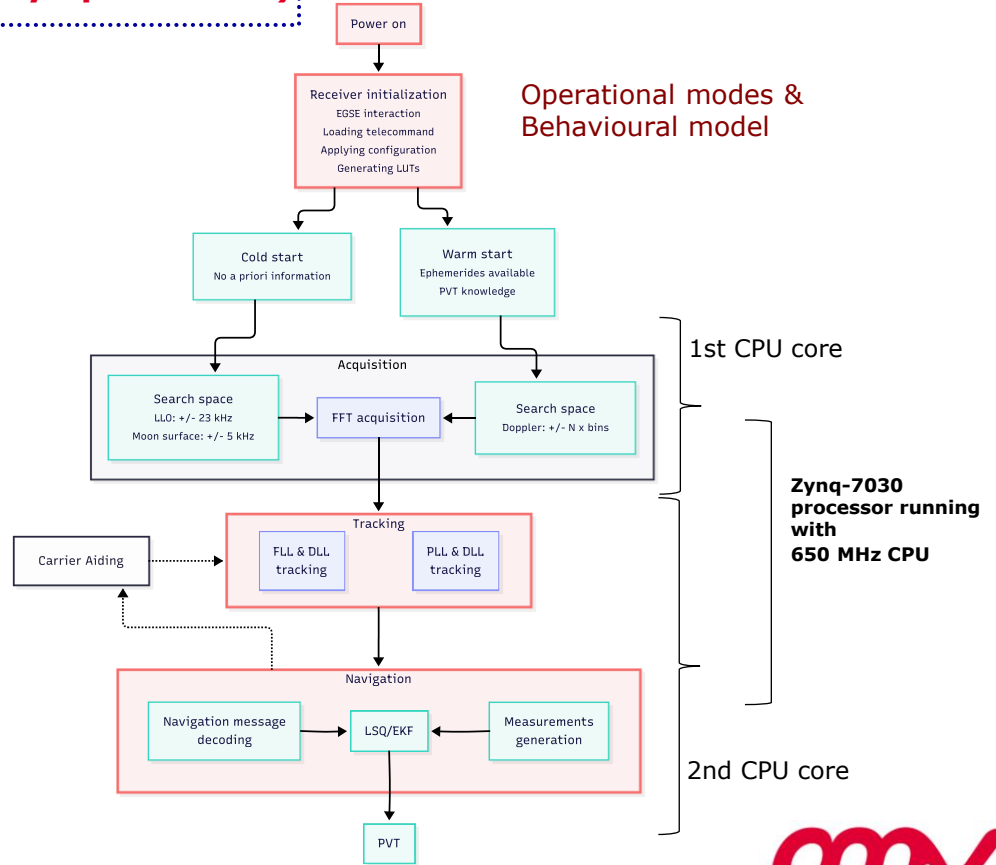 Power on
Receiver initialization
EGSE interaction
Loading telecommand
Applying configuration
Generating LUTs
Operational modes &
Behavioural model
Cold start
No a priori information
Warm start
Ephemerides available
PVT knowledge
1st CPU core
Acquisition
Search space
LLO: +/- 23 kHz
Moon surface: +/- 5 kHz
FFT acquisition
Search space
Doppler: +/- N x bins
Zynq-7030
processor running
with
650 MHz CPU
Tracking
FLL & DLL
tracking
PLL & DLL
tracking
Carrier Aiding
Navigation
Navigation message
decoding
LSQ/EKF
Measurements
generation
2nd CPU core
PVT